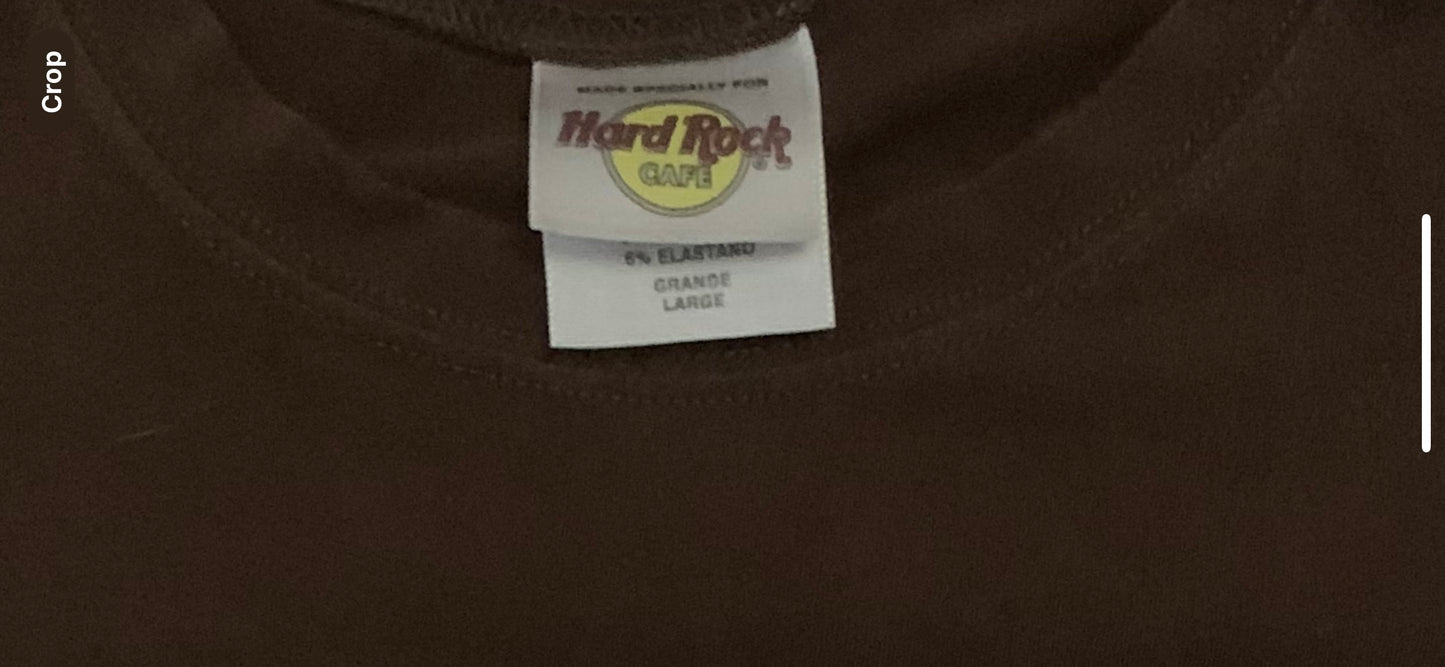 Crop
MADE SPECIALLY FOR
Hard Rock
CAFE
®
6% ELASTANO
GRANDE
LARGE